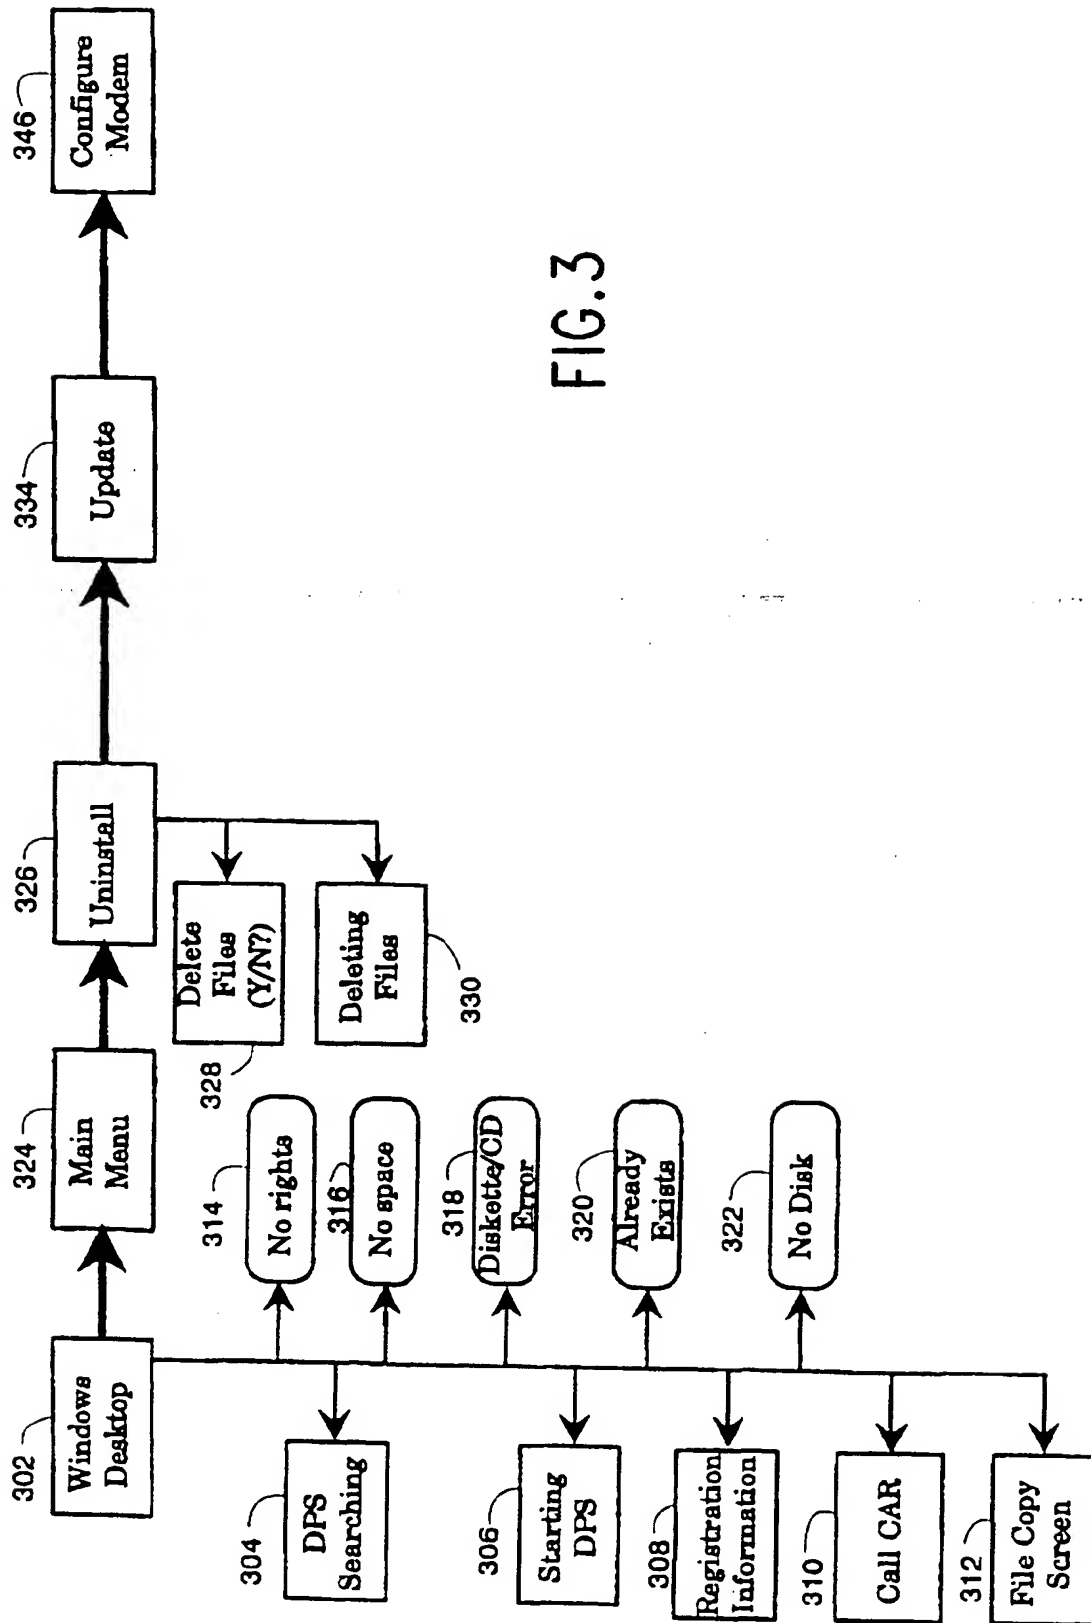 302
Windows
Desktop
324
Main
Menu
326
Uninstall
334
Update
346
Configure
Modem
304
DPS
Searching
306
Starting
DPS
308
Registration
Information
310
Call CAR
312
File Copy
Screen
314
No rights
316
No space
318
Diskette/CD
Error
320
Already
Exists
322
No Disk
328
Delete
Files
(Y/N?)
330
Deleting
Files
FIG.3